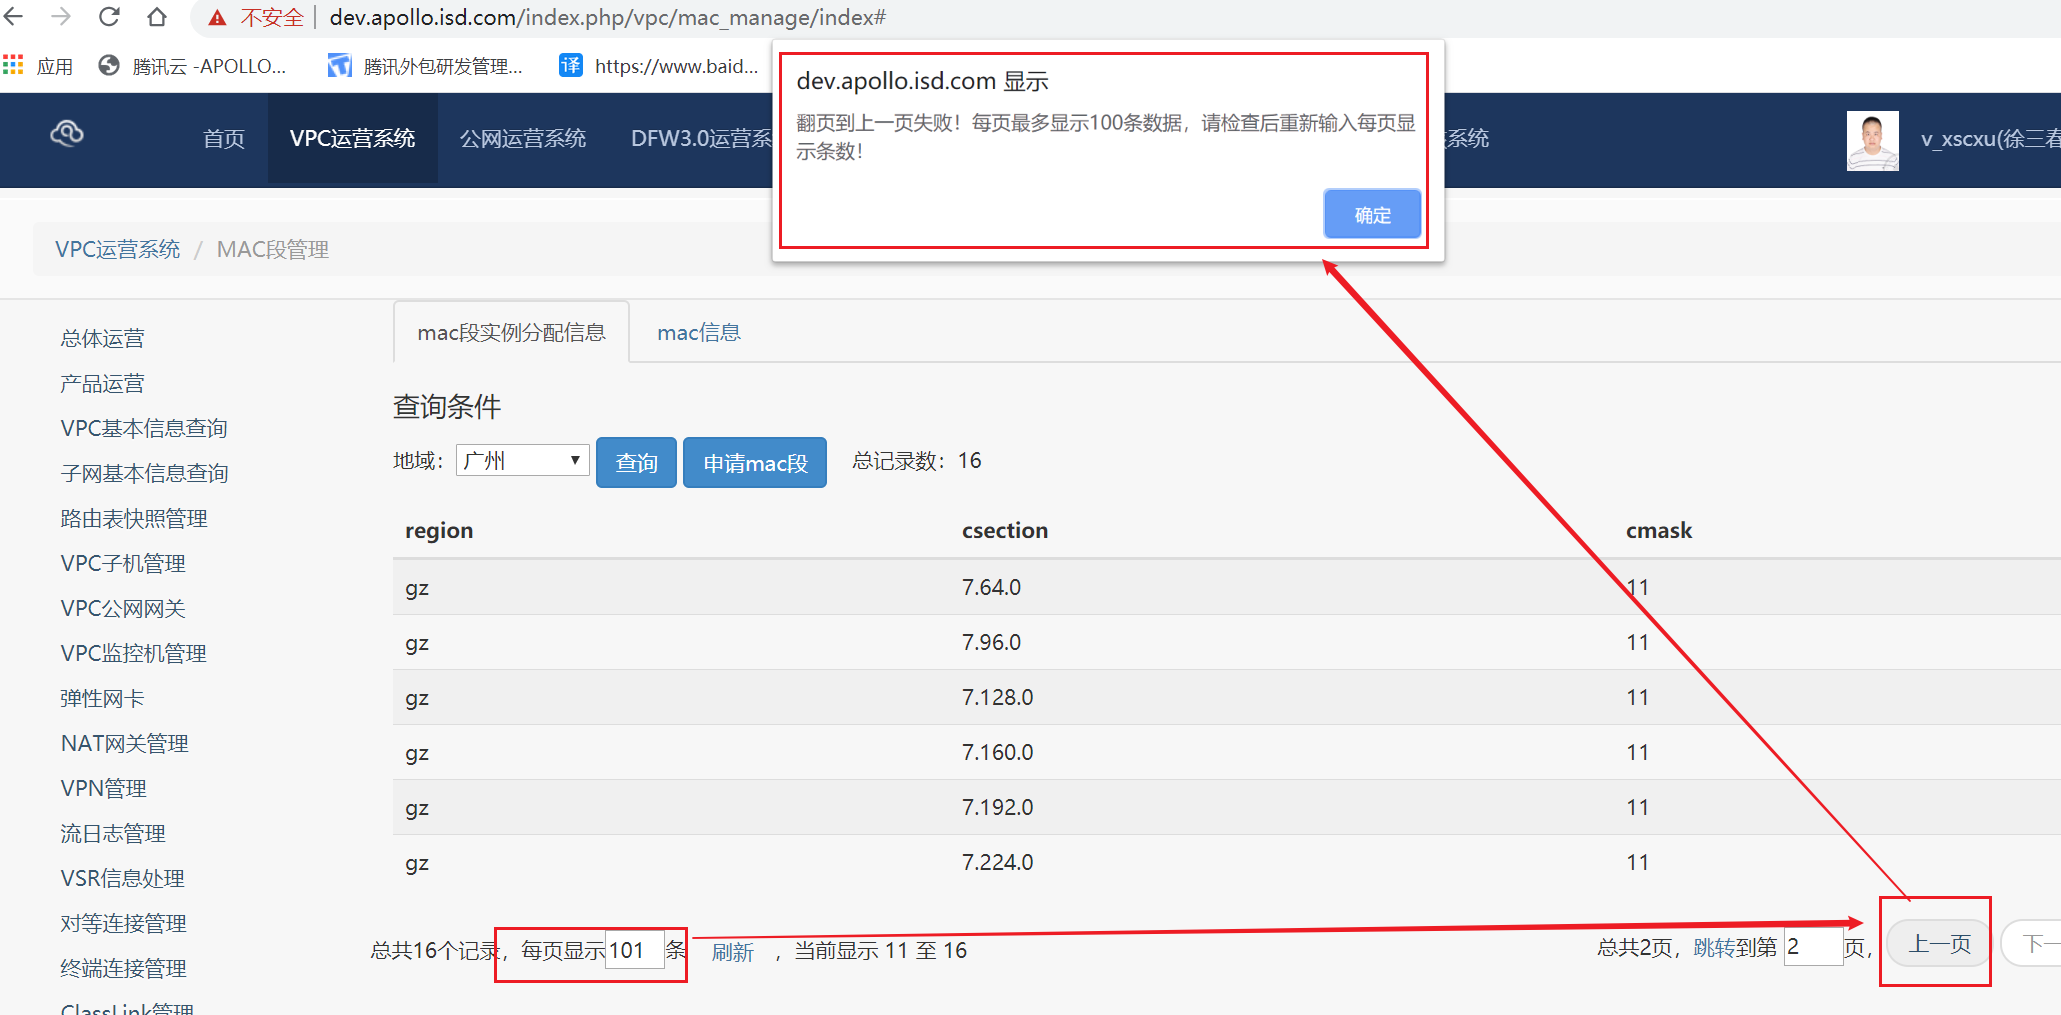 不安全 dev.apollo.isd.com/index.php/vpc/mac_manage/index#
应用 腾讯云 -APOLLO... 腾讯外包研发管理... 译 https://www.baid...
dev.apollo.isd.com 显示
翻页到上一页失败！每页最多显示100条数据，请检查后重新输入每页显
示条数！
确定
首页 VPC运营系统 公网运营系统 DFW3.0运营系 系统 v_xscxu(徐三春
VPC运营系统 / MAC段管理
总体运营
产品运营
VPC基本信息查询
子网基本信息查询
路由表快照管理
VPC子机管理
VPC公网网关
VPC监控机管理
弹性网卡
NAT网关管理
VPN管理
流日志管理
VSR信息处理
对等连接管理
终端连接管理
ClassLink管理
mac段实例分配信息 mac信息
查询条件
地域： 广州 查询 申请mac段 总记录数：16
region csection cmask
gz 7.64.0 11
gz 7.96.0 11
gz 7.128.0 11
gz 7.160.0 11
gz 7.192.0 11
gz 7.224.0 11
总共16个记录，每页显示 101 条 刷新 ，当前显示 11 至 16 总共2页，跳转到第 2 页， 上一页 下一